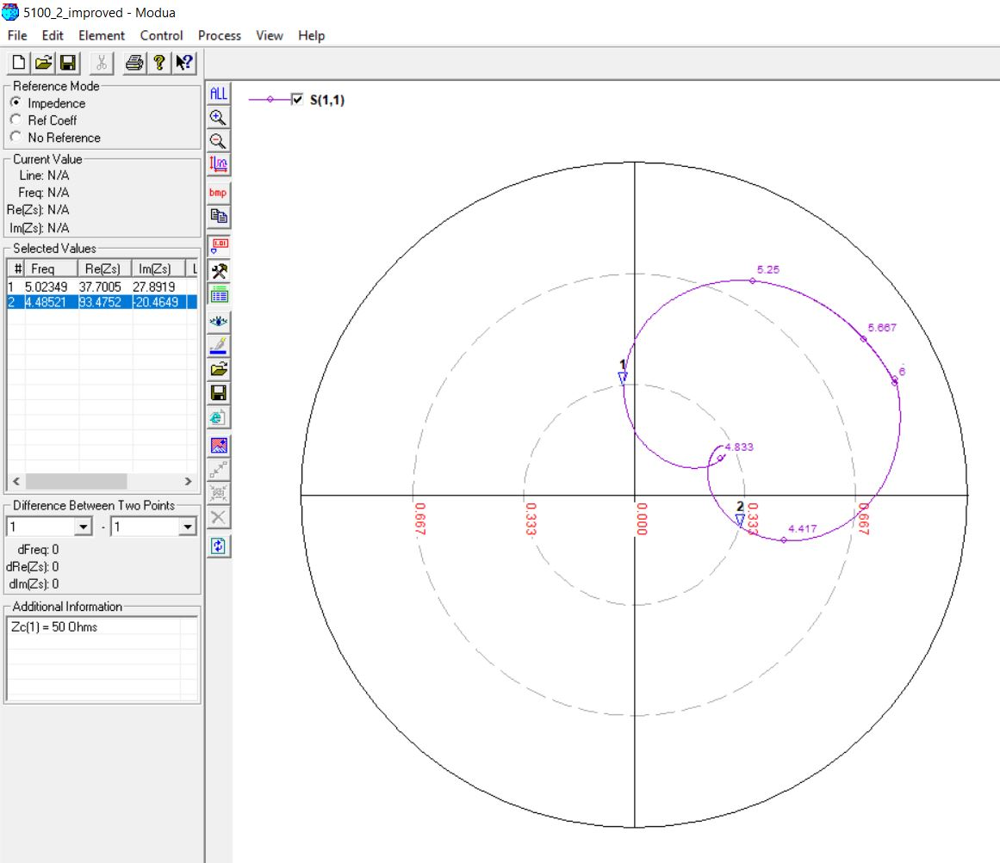 5100_2_improved - Modua
File Edit Element Control Process View Help
Reference Mode
Impedence
Ref Coeff
No Reference
Current Value
Line: N/A
Freq: N/A
Re(Zs): N/A
Im(Zs): N/A
Selected Values
# Freq Re(Zs) Im(Zs) L
1 5.02349 37.7005 27.8919
2 4.48521 93.4752 -20.4649
Difference Between Two Points
1 - 1
dFreq: 0
dRe(Zs): 0
dIm(Zs): 0
Additional Information
Zc(1) = 50 Ohms
ALL
bmp
1.01
S(1,1)
5.25
5.667
6
1
4.833
2
4.417
0.667
0.333
0.000
0.333
0.667